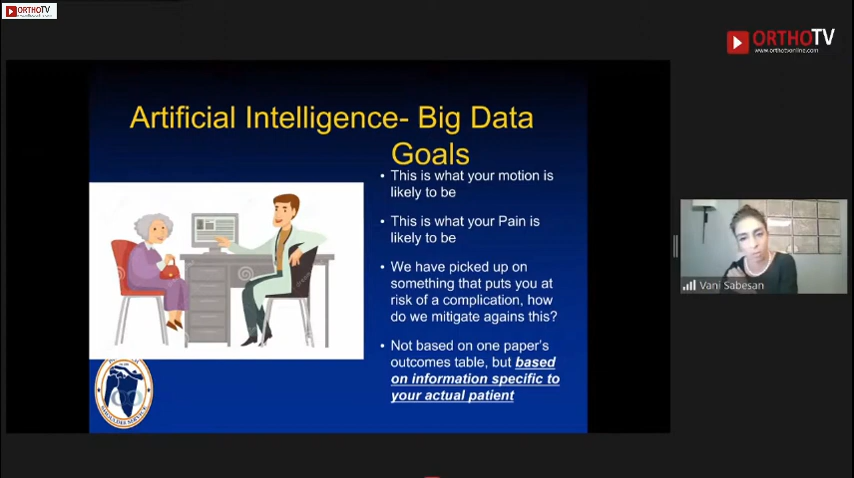 ORTHOTV
ORTHOTV
www.orthotvonline.com
Artificial Intelligence- Big Data
Goals
• This is what your motion is
likely to be
• This is what your Pain is
likely to be
• We have picked up on
something that puts you at
risk of a complication, how
do we mitigate agains this?
• Not based on one paper's
outcomes table, but based
on information specific to
your actual patient
SHOULDER SERVICE
Vani Sabesan